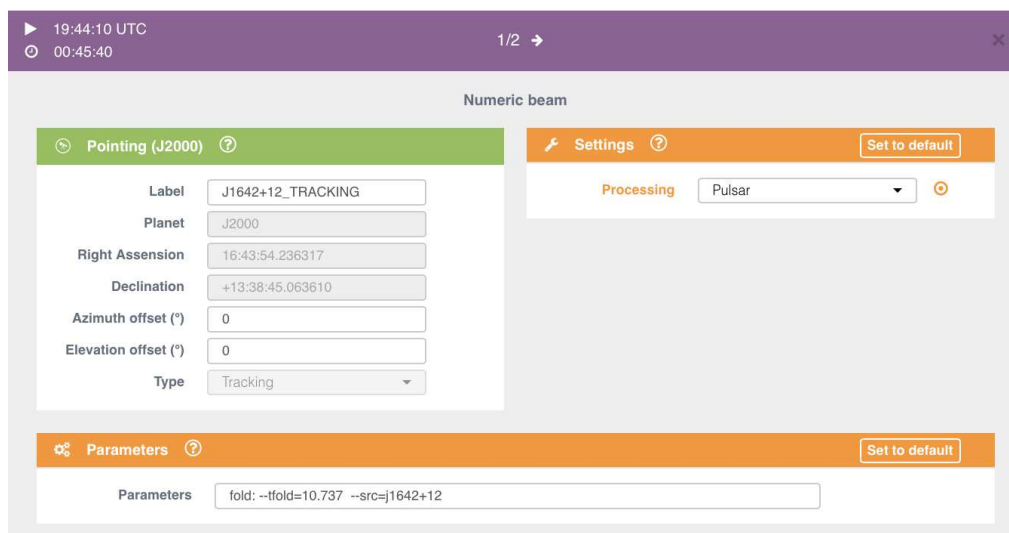 19:44:10 UTC
00:45:40
1/2
Numeric beam
Pointing (J2000)
Label J1642+12_TRACKING
Planet J2000
Right Assension 16:43:54.236317
Declination +13:38:45.063610
Azimuth offset (°) 0
Elevation offset (°) 0
Type Tracking
Settings Set to default
Processing Pulsar
Parameters Set to default
Parameters fold: --tfold=10.737 --src=j1642+12